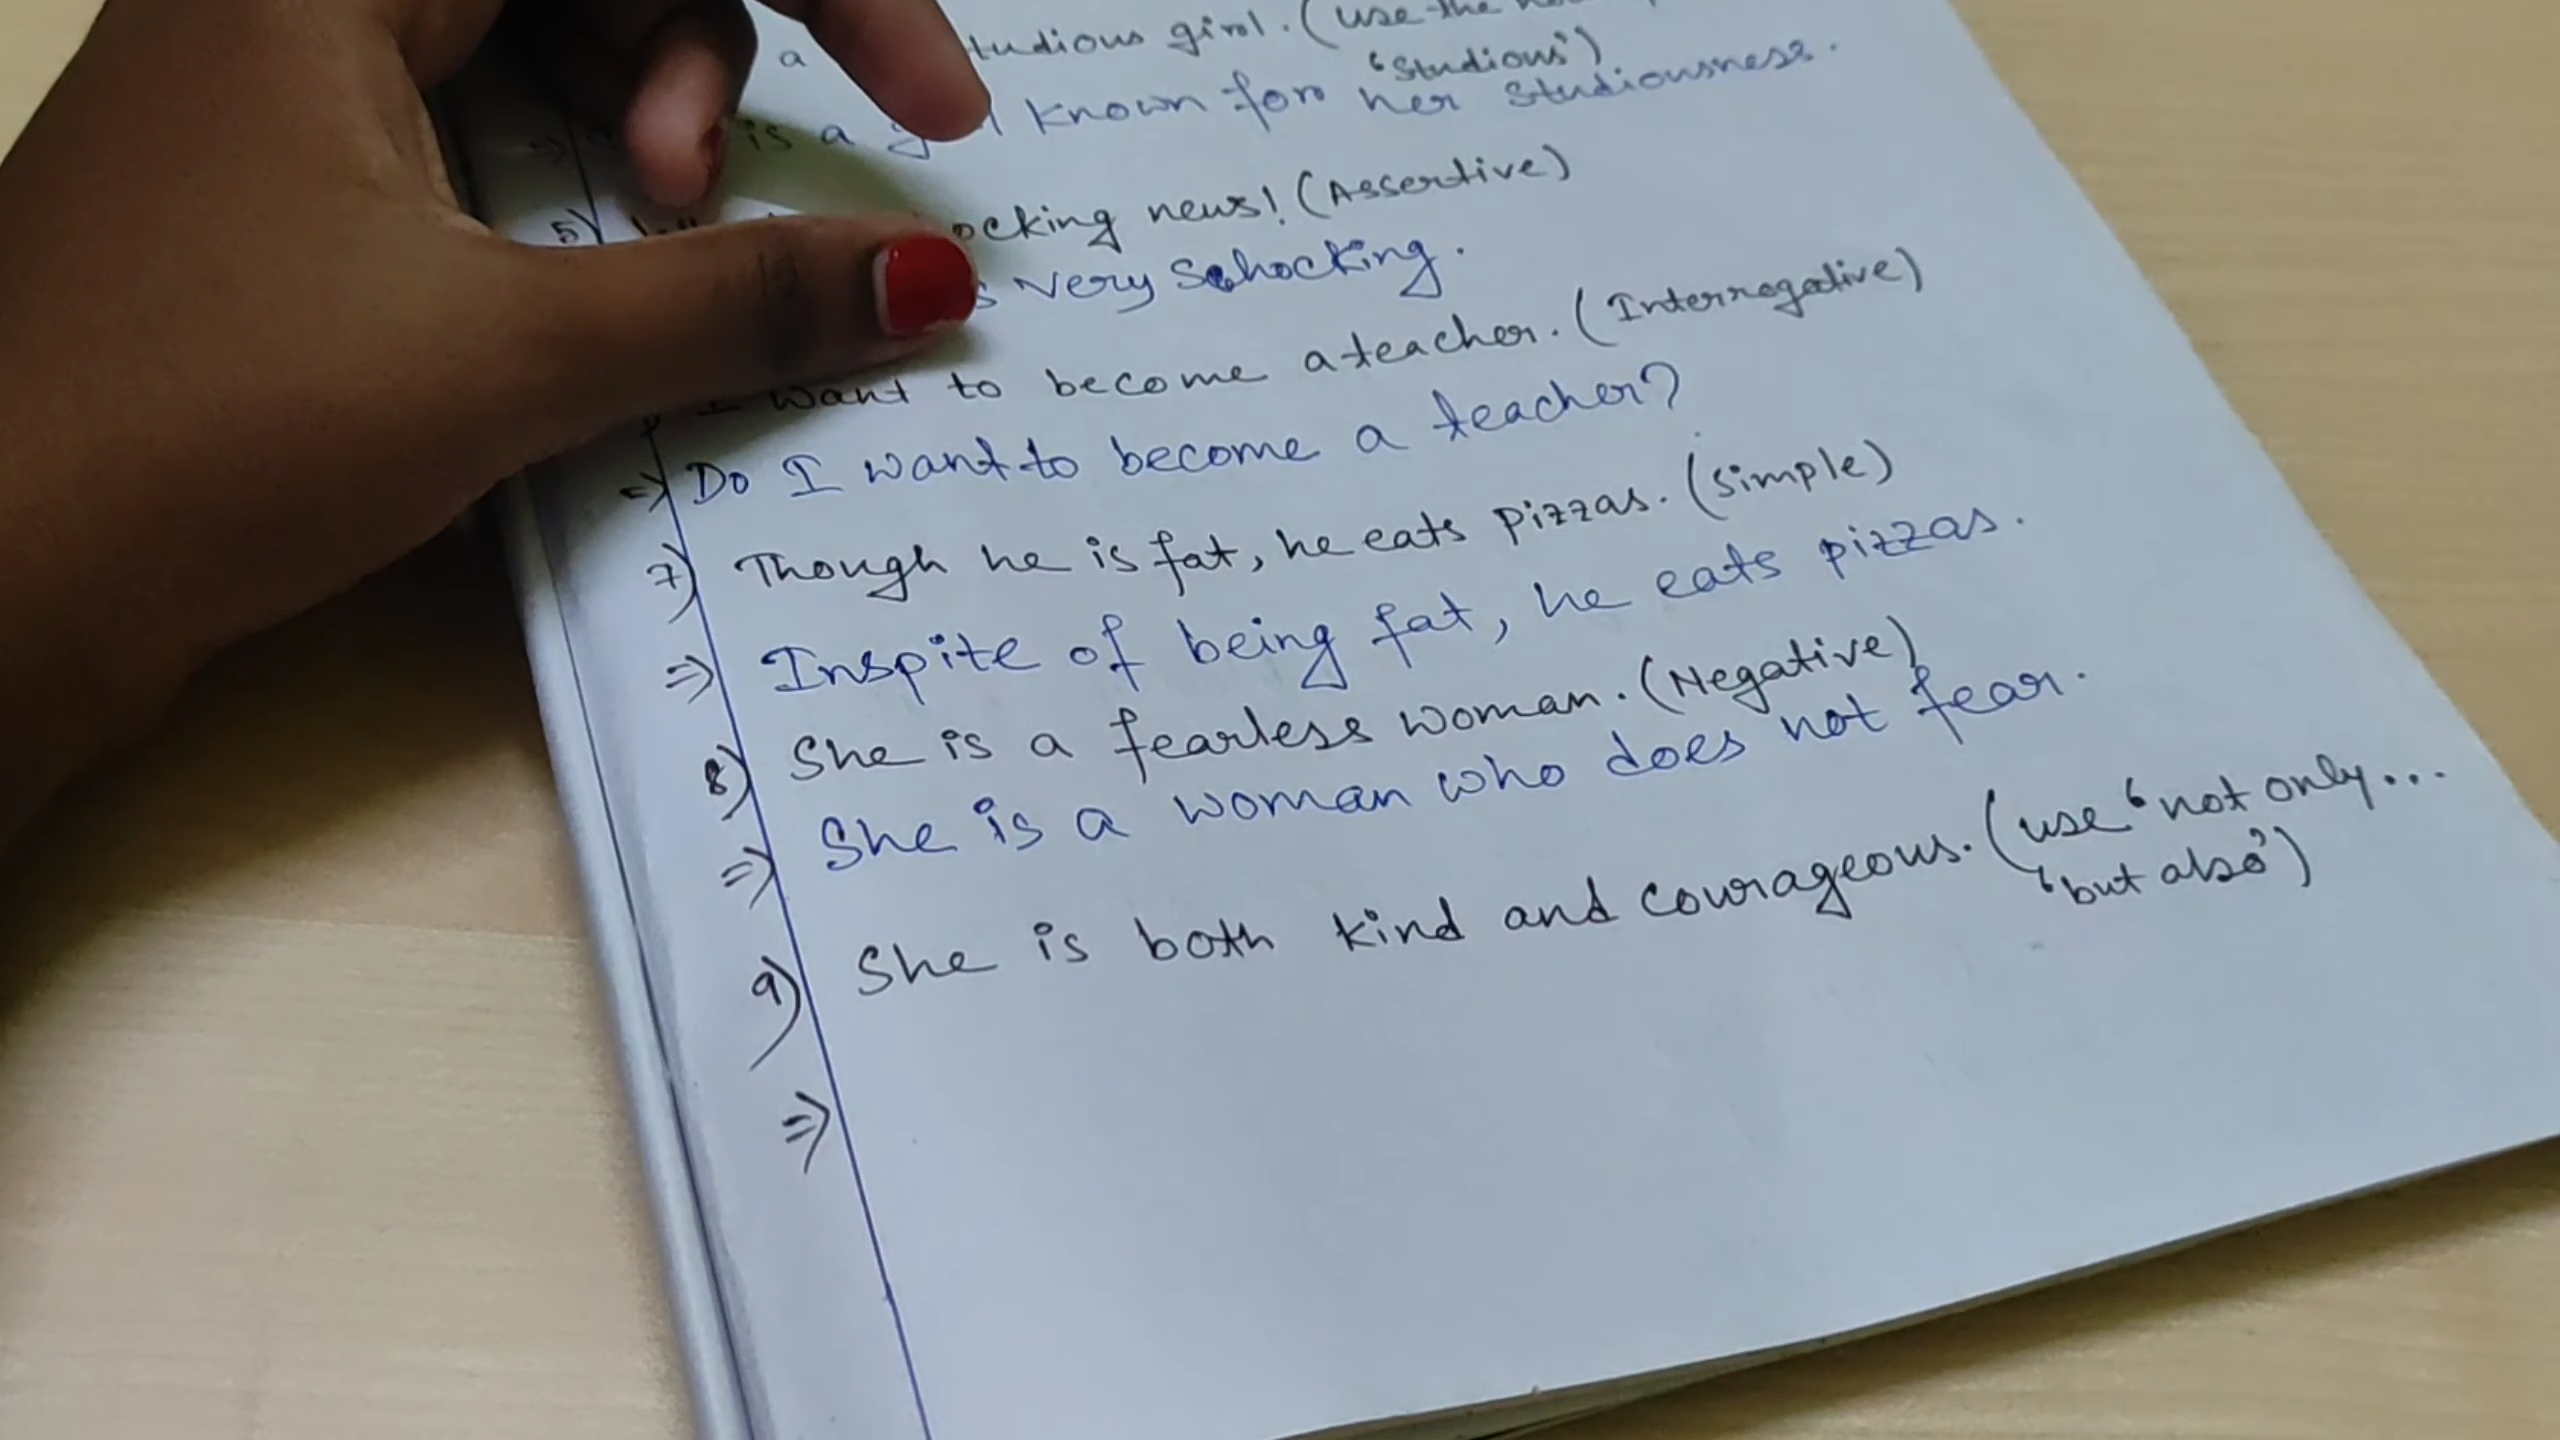 a studious girl. (use the
'studious')
is a known for her studiousness.
5) news! (Assertive)
very Schocking.
I want to become a teacher. (Interrogative)
=> Do I want to become a teacher?
7) Though he is fat, he eats pizzas. (simple)
=> Inspite of being fat, he eats pizzas.
8) She is a fearless woman. (Negative)
=> She is a woman who does not fear.
9) She is both kind and courageous. (use 'not only...
'but also')
=>